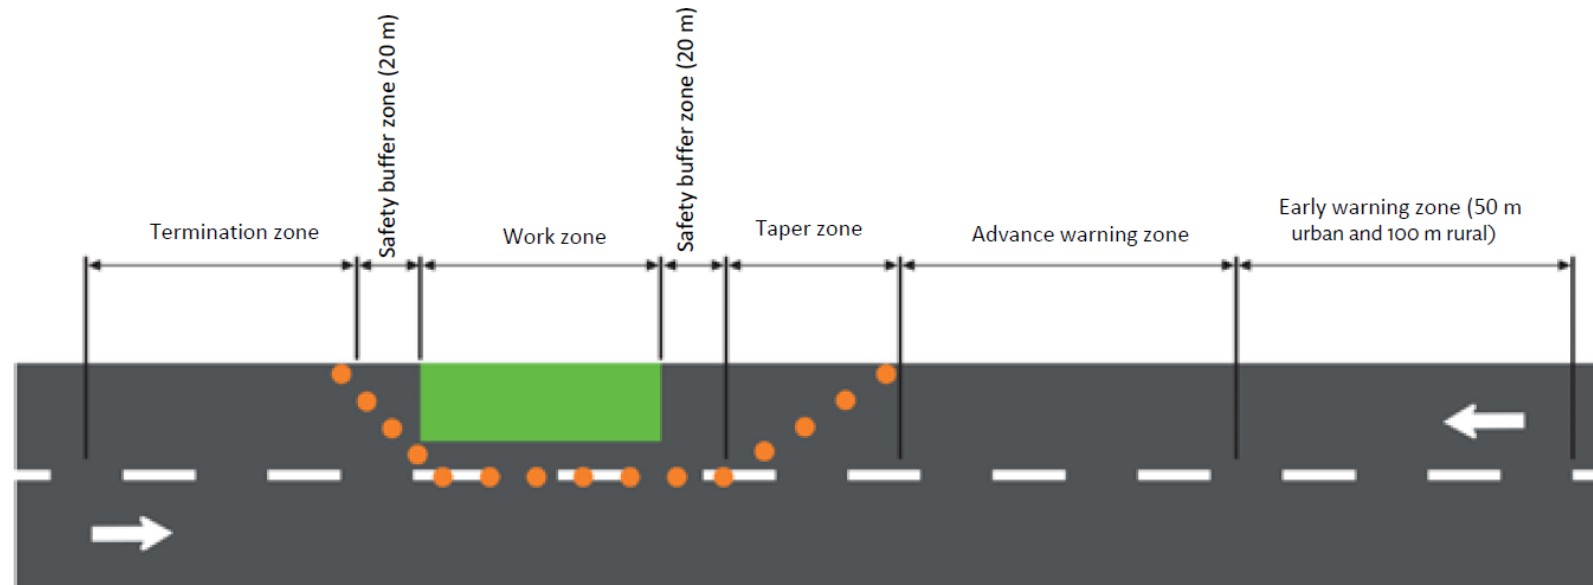 Termination zone
Safety buffer zone (20 m)
Work zone
Safety buffer zone (20 m)
Taper zone
Advance warning zone
Early warning zone (50 m
urban and 100 m rural)